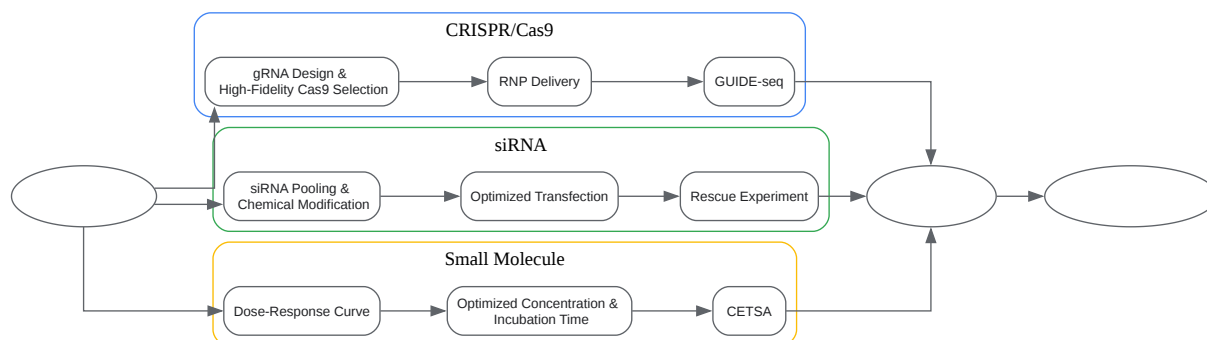 CRISPR/Cas9
gRNA Design &
High-Fidelity Cas9 Selection
RNP Delivery
GUIDE-seq
siRNA
siRNA Pooling &
Chemical Modification
Optimized Transfection
Rescue Experiment
Small Molecule
Dose-Response Curve
Optimized Concentration &
Incubation Time
CETSA